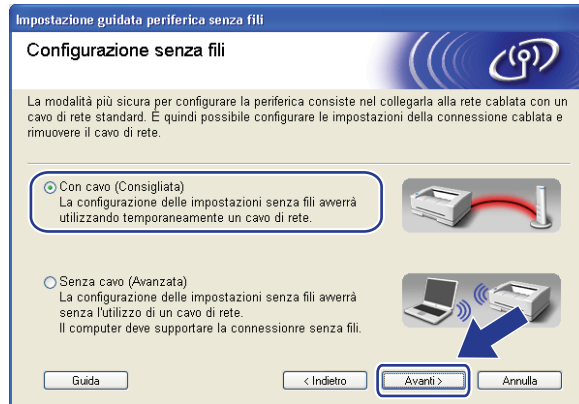 Impostazione guidata periferica senza fili
Configurazione senza fili
La modalità più sicura per configurare la periferica consiste nel collegarla alla rete cablata con un
cavo di rete standard. E quindi possibile configurare le impostazioni della connessione cablata e
rimuovere il cavo di rete.
Con cavo (Consigliata)
La configurazione delle impostazioni senza fili avverrà
utilizzando temporaneamente un cavo di rete.
Senza cavo (Avanzata)
La configurazione delle impostazioni senza fili avverrà
senza l'utilizzo di un cavo di rete.
Il computer deve supportare la connessionre senza fili.
Guida
< Indietro
Avanti >
Annulla